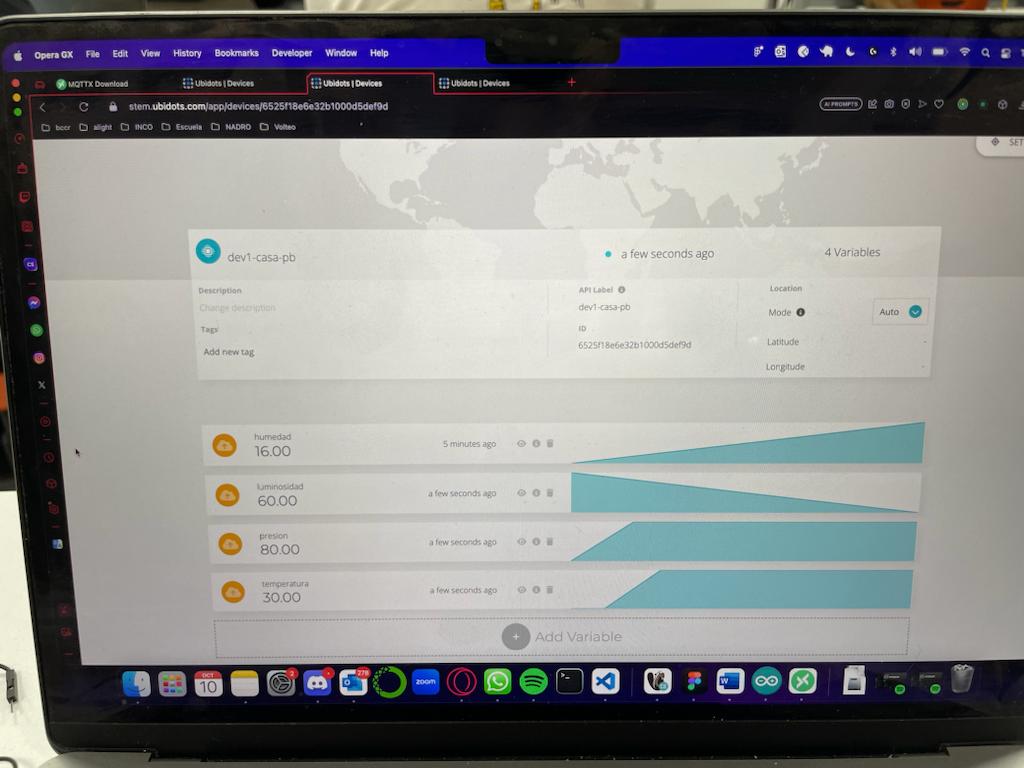 Opera GX File Edit View History Bookmarks Developer Window Help
MQTTX Download Ubidots | Devices Ubidots | Devices Ubidots | Devices +
stem.ubidots.com/app/devices/6525f18e6e32b1000d5def9d AI PROMPTS
bccr alight INCO Escuela NADRO Volteo
SET
dev1-casa-pb a few seconds ago 4 Variables
Description API Label Location
Change description dev1-casa-pb Mode Auto
Tags ID
Add new tag 6525f18e6e32b1000d5def9d Latitude -
Longitude -
humedad
16.00 5 minutes ago
luminosidad
60.00 a few seconds ago
presion
80.00 a few seconds ago
temperatura
30.00 a few seconds ago
+ Add Variable
OCT
10 2 278 zoom W